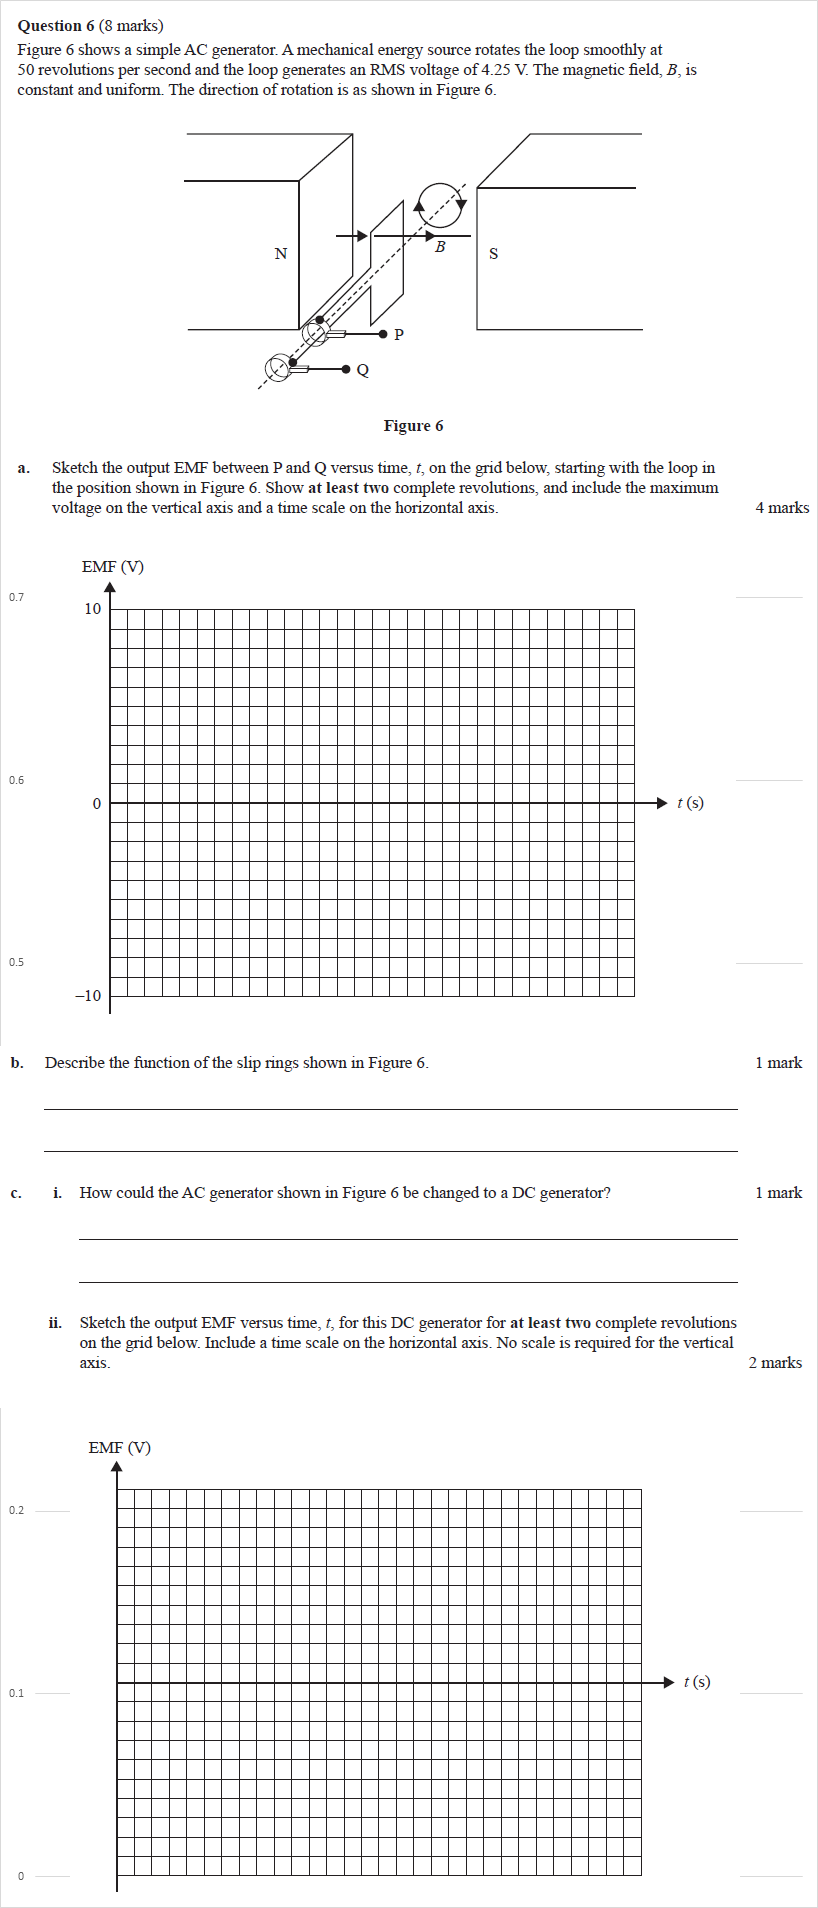 Question 6 (8 marks)
Figure 6 shows a simple AC generator. A mechanical energy source rotates the loop smoothly at
50 revolutions per second and the loop generates an RMS voltage of 4.25 V. The magnetic field, B, is
constant and uniform. The direction of rotation is as shown in Figure 6.
N
B
S
P
Q
Figure 6
a. Sketch the output EMF between P and Q versus time, t, on the grid below, starting with the loop in
the position shown in Figure 6. Show at least two complete revolutions, and include the maximum
voltage on the vertical axis and a time scale on the horizontal axis. 4 marks
EMF (V)
0.7
10
0.6
0
t (s)
0.5
–10
b. Describe the function of the slip rings shown in Figure 6. 1 mark
c. i. How could the AC generator shown in Figure 6 be changed to a DC generator? 1 mark
ii. Sketch the output EMF versus time, t, for this DC generator for at least two complete revolutions
on the grid below. Include a time scale on the horizontal axis. No scale is required for the vertical
axis. 2 marks
EMF (V)
0.2
t (s)
0.1
0